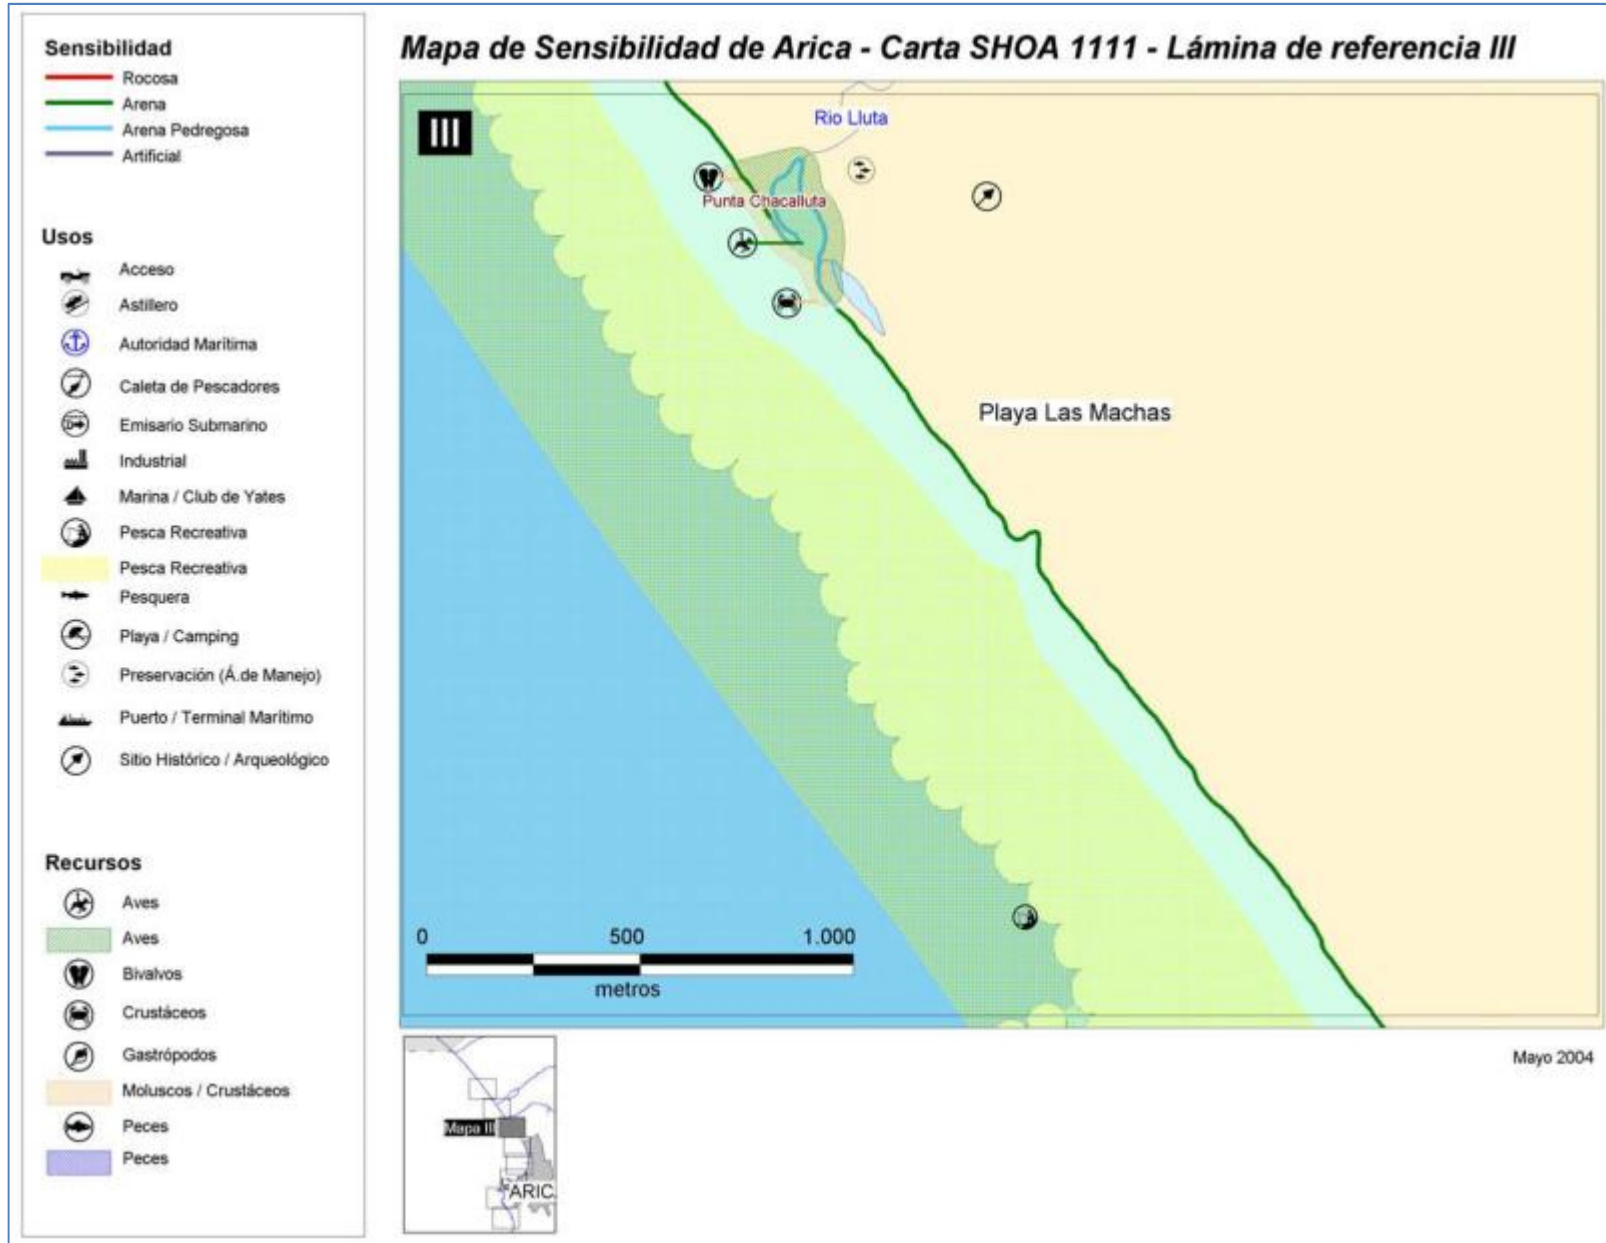 Mapa de Sensibilidad de Arica - Carta SHOA 1111 - Lámina de referencia III
Sensibilidad
Rocosa
Arena
Arena Pedregosa
Artificial
Usos
Acceso
Astillero
Autoridad Marítima
Caleta de Pescadores
Emisario Submarino
Industrial
Marina / Club de Yates
Pesca Recreativa
Pesca Recreativa
Pesquera
Playa / Camping
Preservación (Á.de Manejo)
Puerto / Terminal Marítimo
Sitio Histórico / Arqueológico
Recursos
Aves
Aves
Bivalvos
Crustáceos
Gastrópodos
Moluscos / Crustáceos
Peces
Peces
III
Rio Lluta
Punta Chacalluta
Playa Las Machas
0 500 1.000
metros
Mayo 2004
Mapa III
ARIC